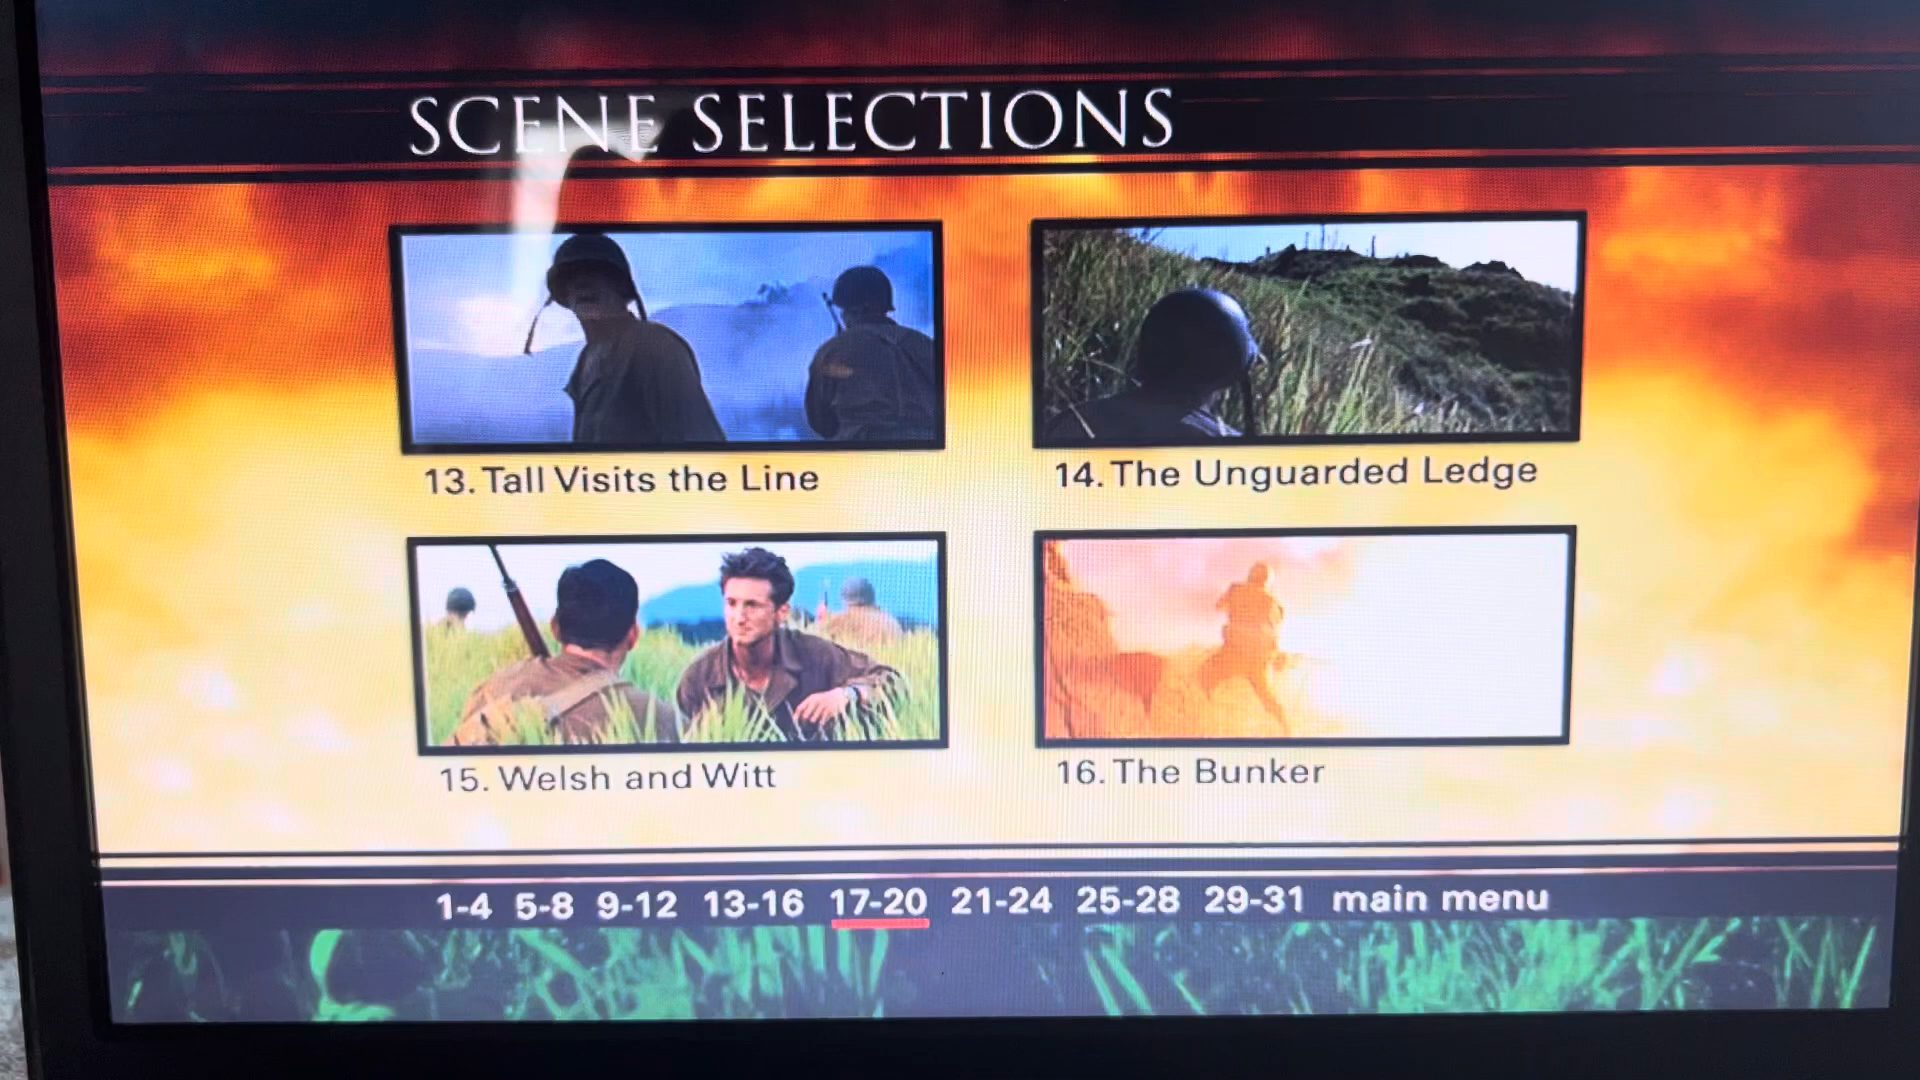 SCENE SELECTIONS
13. Tall Visits the Line
14. The Unguarded Ledge
15. Welsh and Witt
16. The Bunker
1-4 5-8 9-12 13-16 17-20 21-24 25-28 29-31 main menu